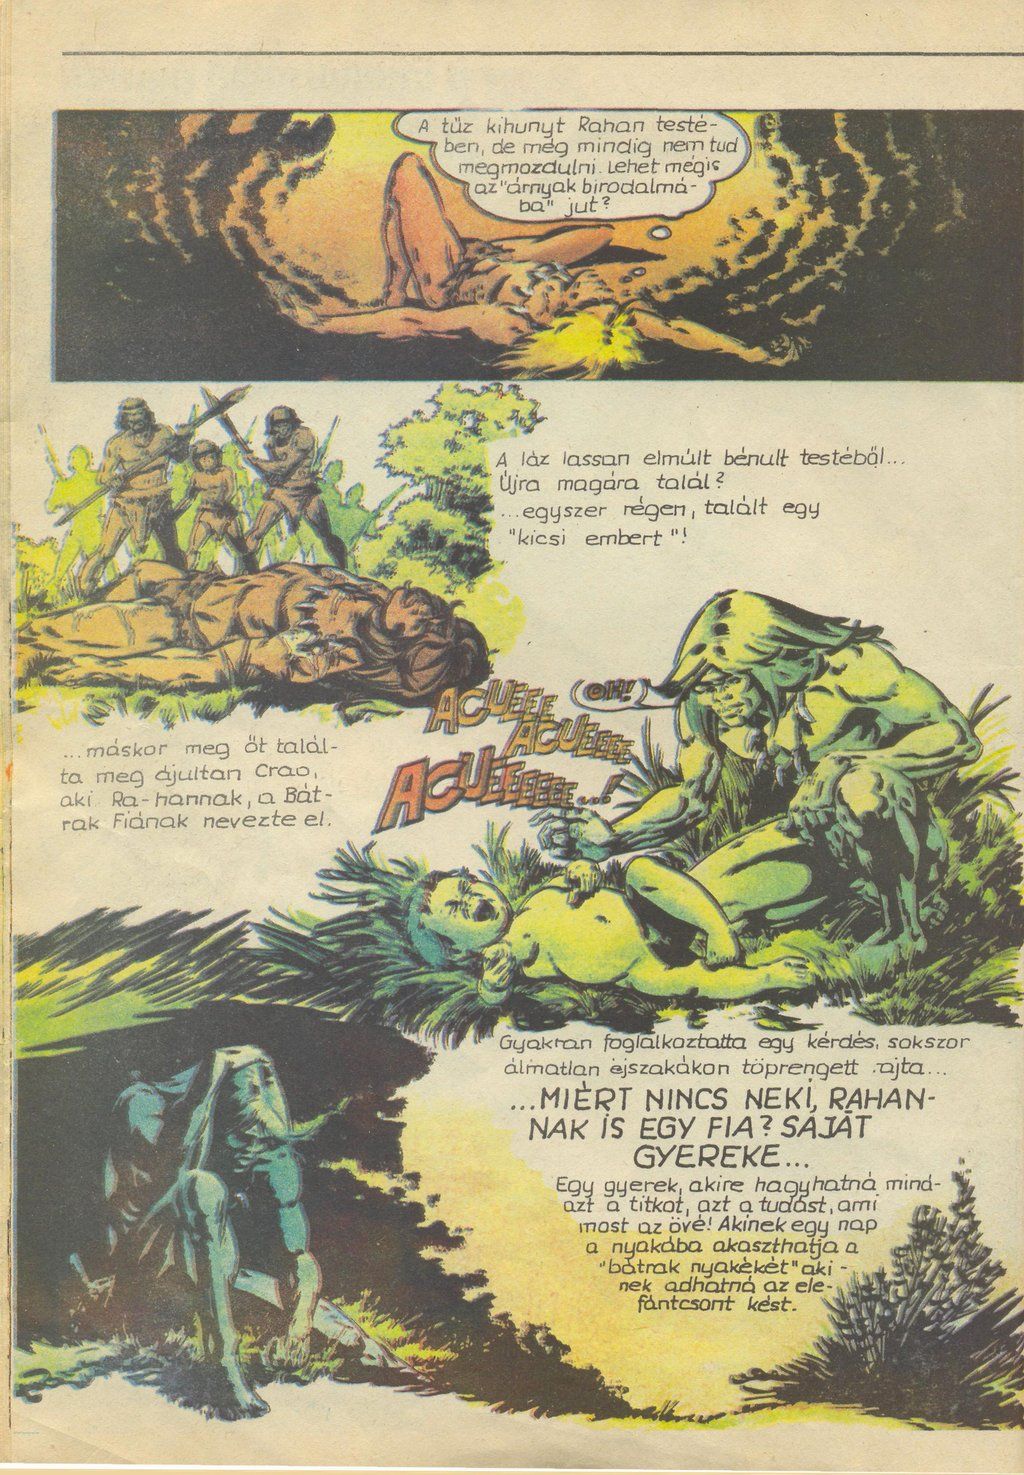 A tűz kihunyt Rahan testé-
ben, de még mindig nem tud
megmozdulni. Lehet mégis
az "árnyak birodalmá-
ba" jut?
A láz lassan elmúlt bénult testéből...
Újra magára talál?
...egyszer régen, talált egy
"kicsi embert"!
ACUEEEE
(OH!)
ACUEEEEE
ACUEEEEEEE...!
...máskor meg őt talál-
ta meg ájultan Crao,
aki Ra-hannak, a Bát-
rak Fiának nevezte el.
Gyakran foglalkoztatta egy kérdés, sokszor
álmatlan éjszakákon töprengett rajta...
...MIÉRT NINCS NEKI, RAHAN-
NAK IS EGY FIA? SAJÁT
GYEREKE...
Egy gyerek, akire hagyhatná mind-
azt a titkot, azt a tudást, ami
most az övé! Akinek egy nap
a nyakába akaszthatja a
"bátrak nyakékét" aki-
nek adhatná az ele-
fántcsont kést.